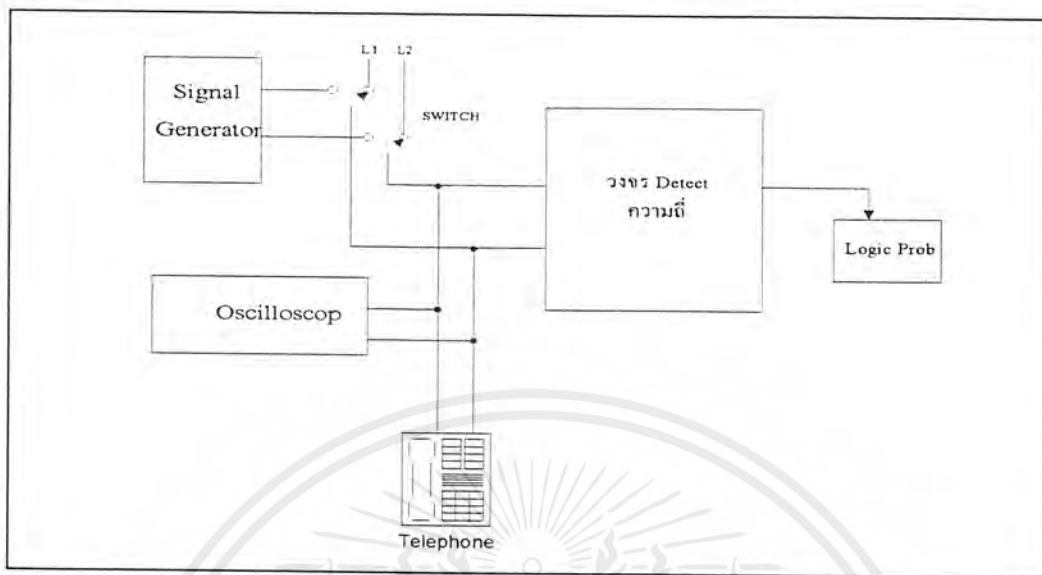 L1 L2
Signal
Generator
SWITCH
วงจร Detect
ความถี่
Logic Prob
Oscilloscop
Telephone